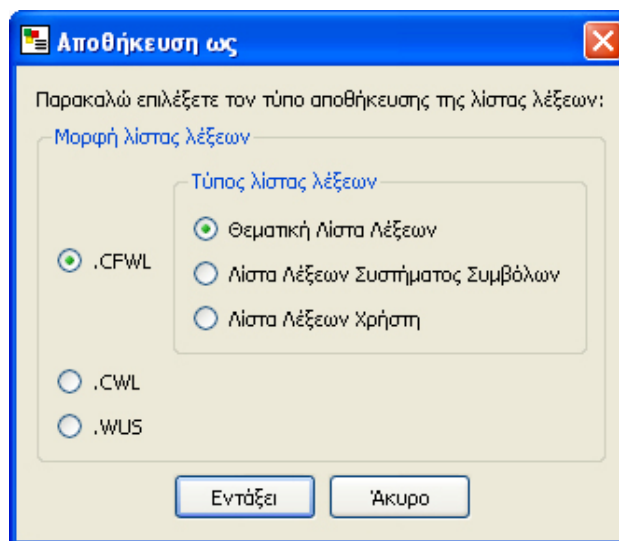 Αποθήκευση ως
Παρακαλώ επιλέξετε τον τύπο αποθήκευσης της λίστας λέξεων:
Μορφή λίστας λέξεων
Τύπος λίστας λέξεων
Θεματική Λίστα Λέξεων
.CFWL
Λίστα Λέξεων Συστήματος Συμβόλων
Λίστα Λέξεων Χρήστη
.CWL
.WUS
Εντάξει Άκυρο